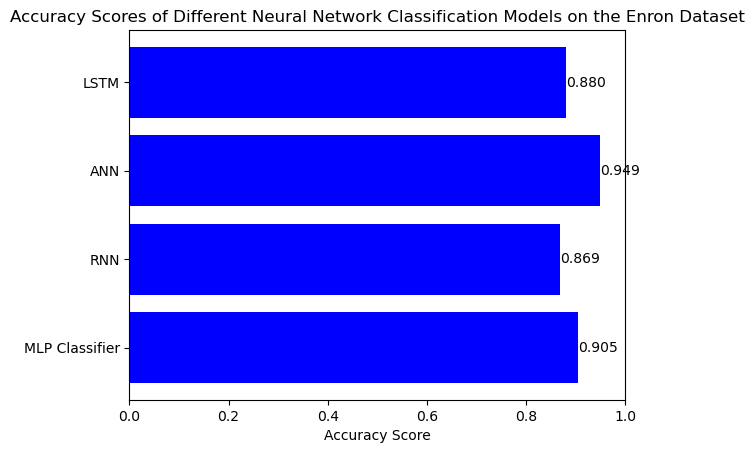 Accuracy Scores of Different Neural Network Classification Models on the Enron Dataset
LSTM
0.880
ANN
0.949
RNN
0.869
MLP Classifier
0.905
0.0 0.2 0.4 0.6 0.8 1.0
Accuracy Score